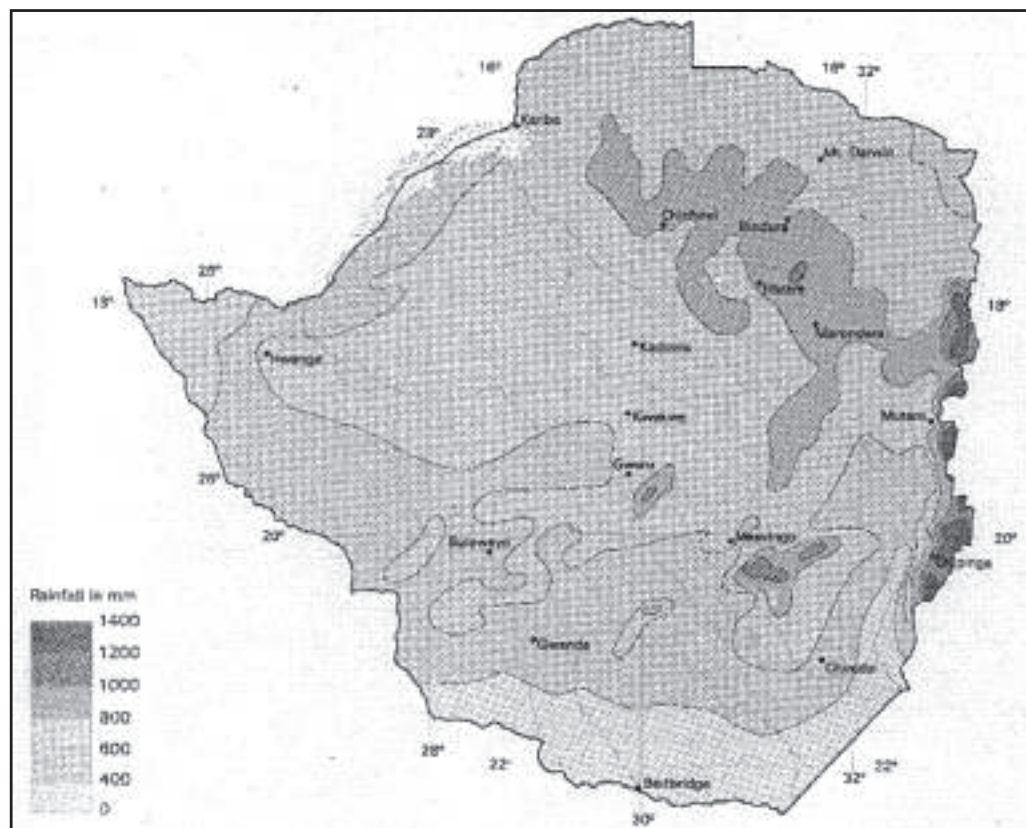 16°
18° 32°
29°
Kariba
Mt. Darwin
Chinhoyi
Bindura
Harare
18°
18°
Marondera
Hwange
Kadoma
Kwekwe
Mutare
Gweru
20°
20°
Bulawayo
Masvingo
Chipinge
Rainfall in mm
1400
1200
1000
800
600
400
0
Gwanda
Chiredzi
28° 22°
32° 22°
Beitbridge
30°